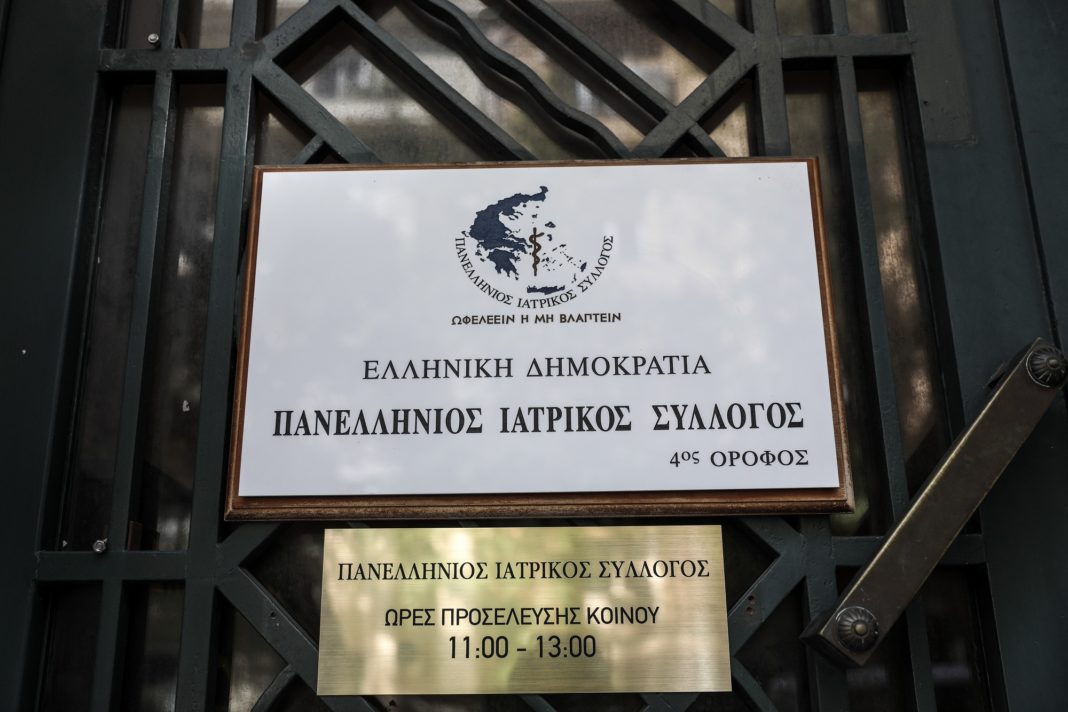 ΠΑΝΕΛΛΗΝΙΟΣ ΙΑΤΡΙΚΟΣ ΣΥΛΛΟΓΟΣ
ΩΦΕΛΕΕΙΝ Η ΜΗ ΒΛΑΠΤΕΙΝ
ΕΛΛΗΝΙΚΗ ΔΗΜΟΚΡΑΤΙΑ
ΠΑΝΕΛΛΗΝΙΟΣ ΙΑΤΡΙΚΟΣ ΣΥΛΛΟΓΟΣ
4ος ΟΡΟΦΟΣ
ΠΑΝΕΛΛΗΝΙΟΣ ΙΑΤΡΙΚΟΣ ΣΥΛΛΟΓΟΣ
ΩΡΕΣ ΠΡΟΣΕΛΕΥΣΗΣ ΚΟΙΝΟΥ
11:00 - 13:00